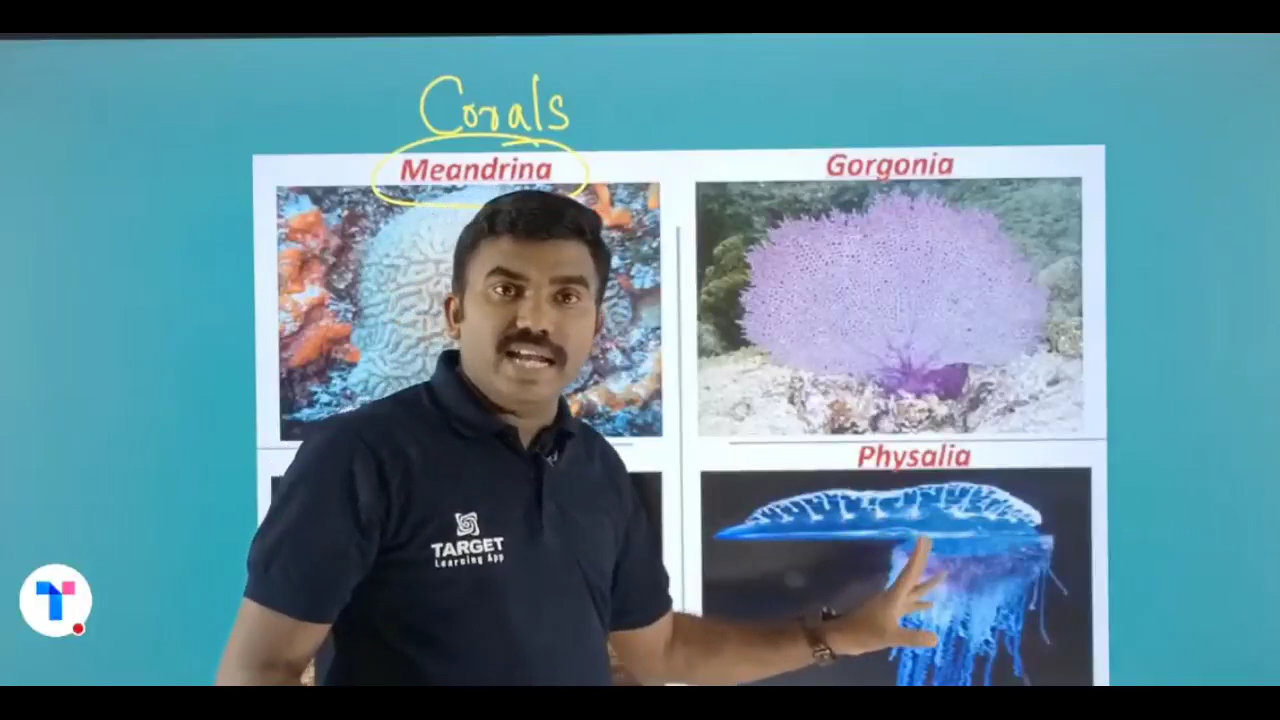 Corals
Meandrina
Gorgonia
Physalia
TARGET
Learning App
T